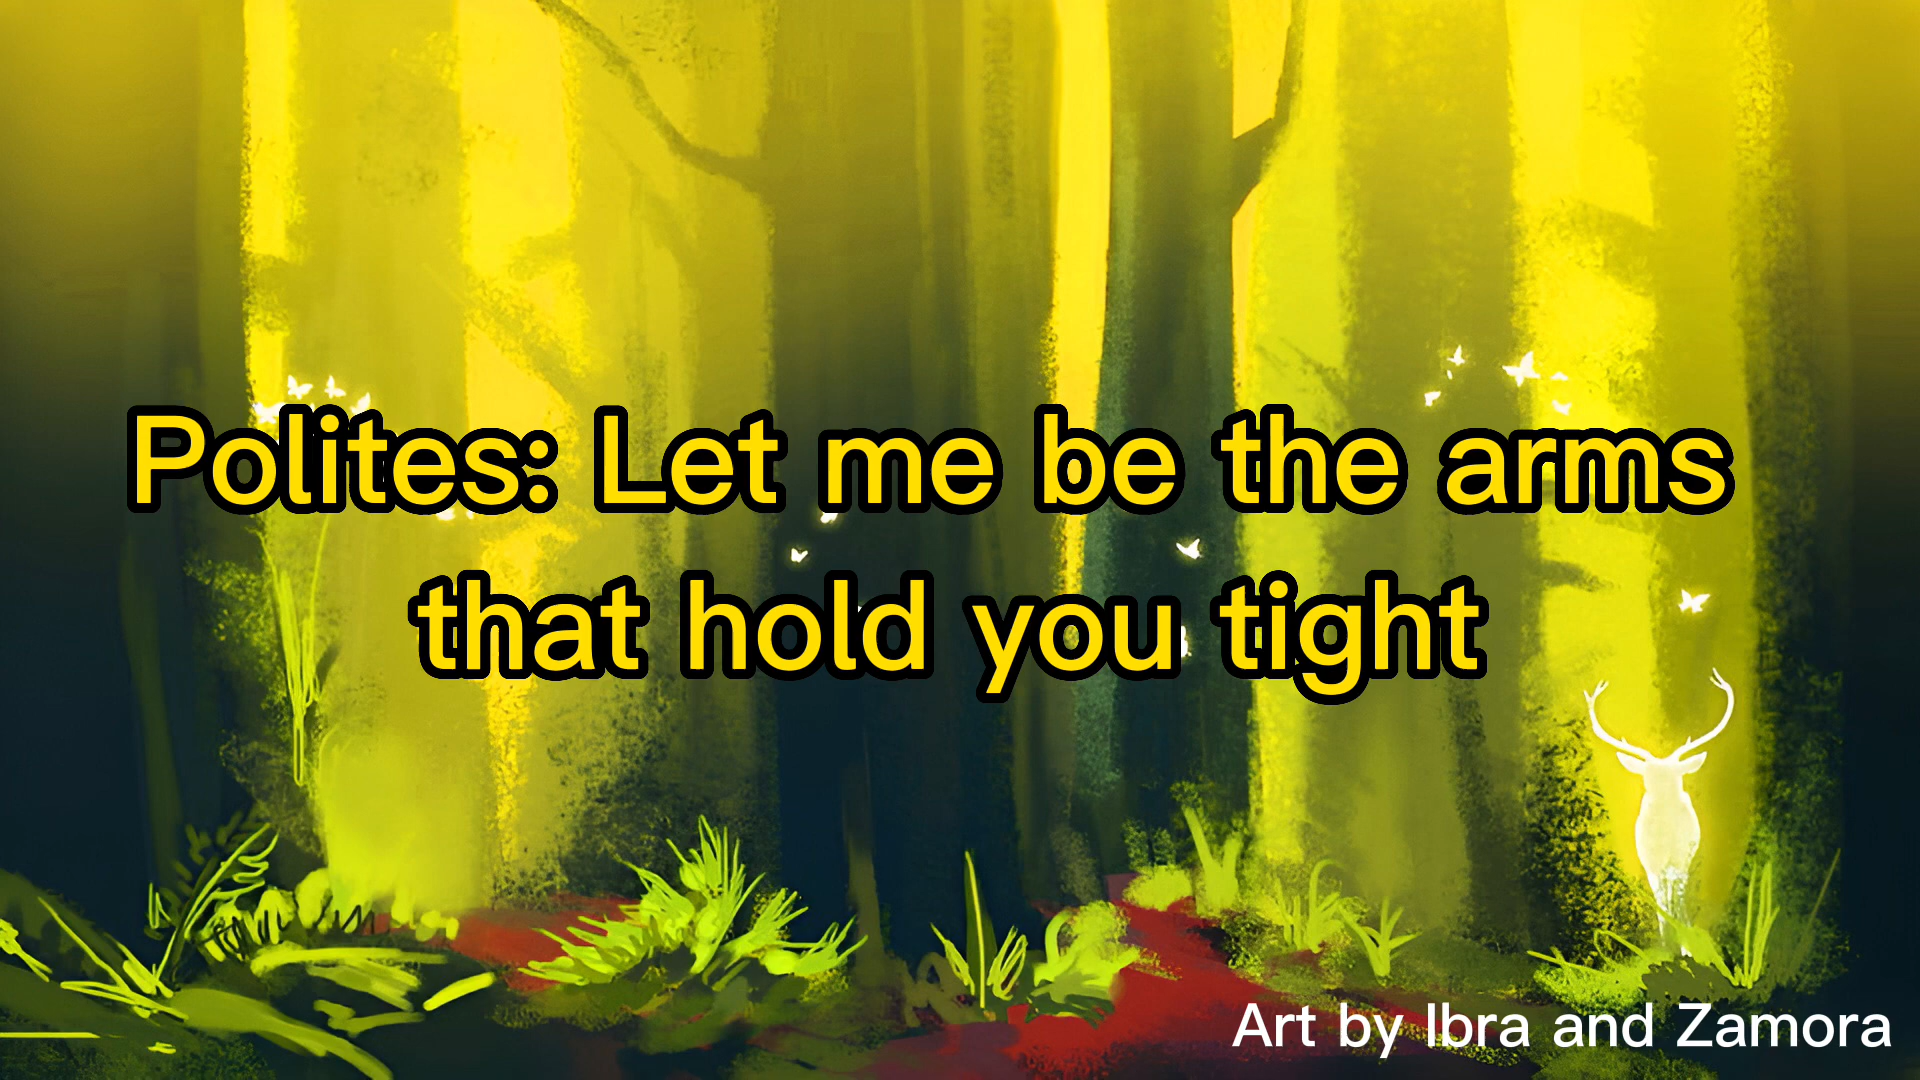 Polites: Let me be the arms
that hold you tight
Art by Ibra and Zamora